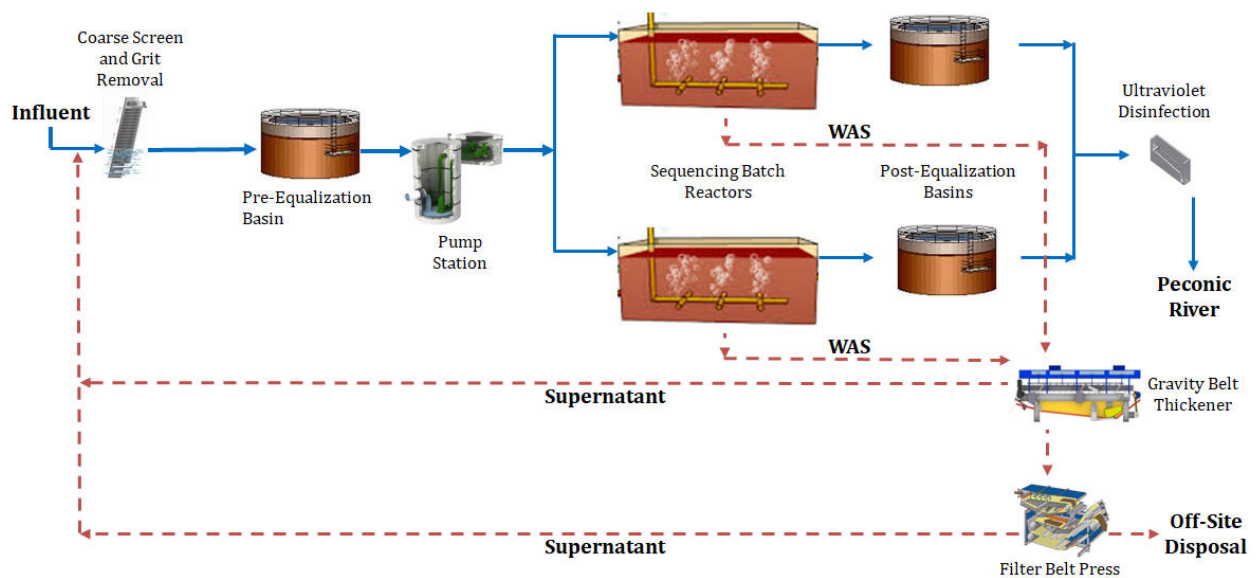 Coarse Screen
and Grit
Removal
Influent
Pre-Equalization
Basin
Pump
Station
WAS
Sequencing Batch
Reactors
Post-Equalization
Basins
Ultraviolet
Disinfection
Peconic
River
WAS
Supernatant
Gravity Belt
Thickener
Supernatant
Filter Belt Press
Off-Site
Disposal